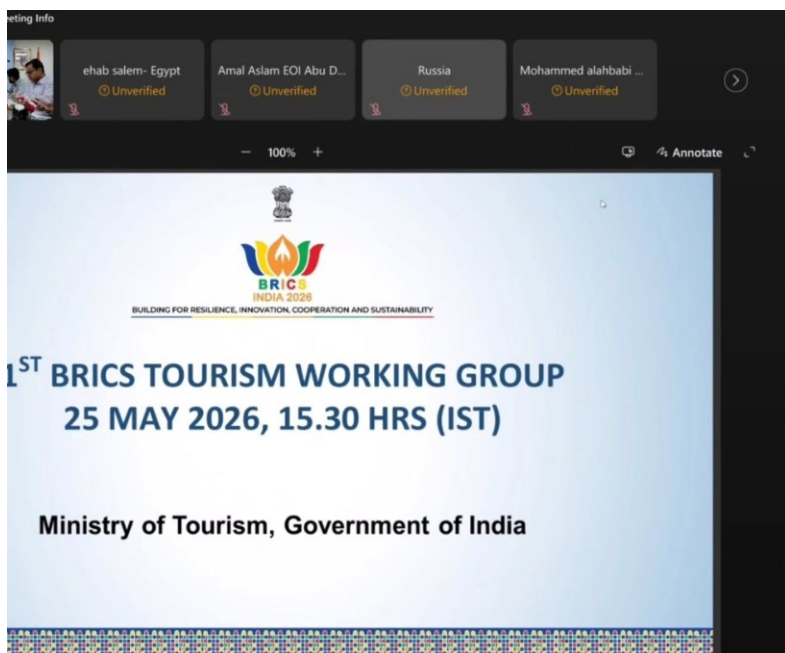 eeting Info
ehab salem- Egypt
Unverified
Amal Aslam EOI Abu D...
Unverified
Russia
Unverified
Mohammed alahbabi ...
Unverified
100%
Annotate
BRICS
INDIA 2026
BUILDING FOR RESILIENCE, INNOVATION, COOPERATION AND SUSTAINABILITY
1ST BRICS TOURISM WORKING GROUP
25 MAY 2026, 15.30 HRS (IST)
Ministry of Tourism, Government of India